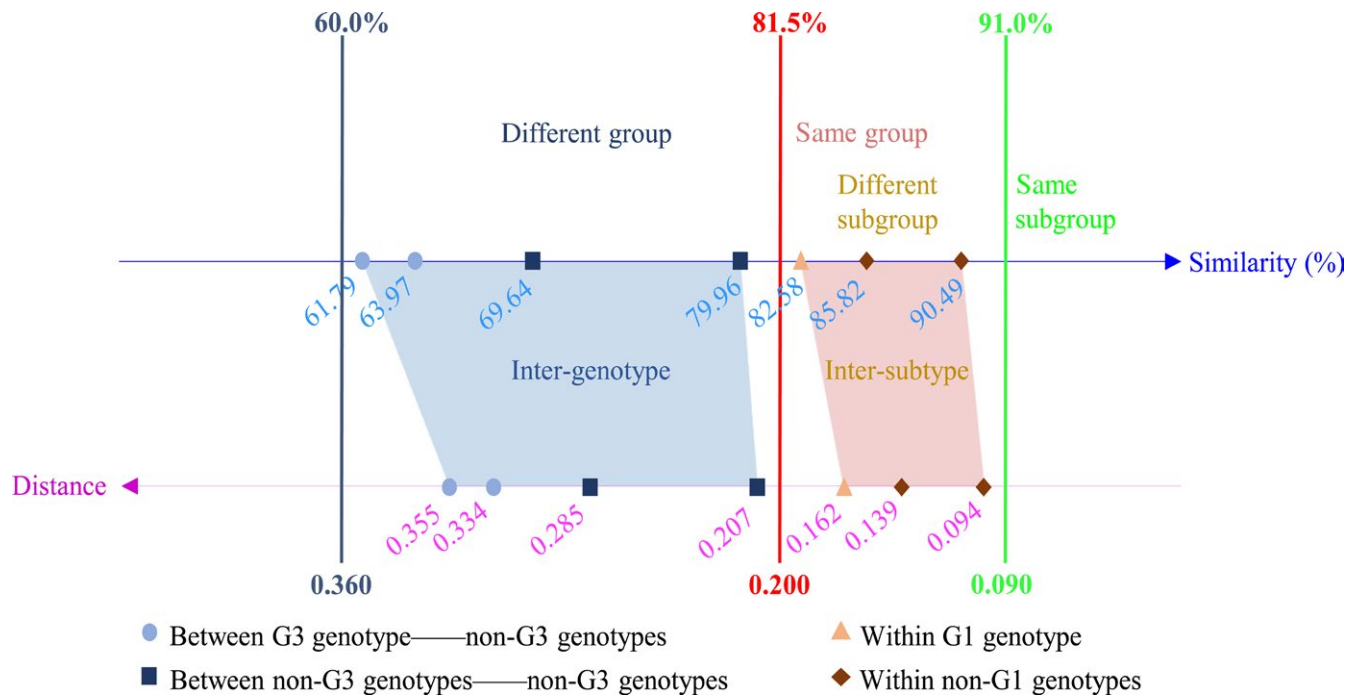 60.0%
81.5%
91.0%
Different group
Same group
Different
subgroup
Same
subgroup
Similarity (%)
61.79
63.97
69.64
79.96
82.58
85.82
90.49
Inter-genotype
Inter-subtype
Distance
0.355
0.334
0.285
0.207
0.162
0.139
0.094
0.360
0.200
0.090
Between G3 genotype——non-G3 genotypes
Within G1 genotype
Between non-G3 genotypes——non-G3 genotypes
Within non-G1 genotypes